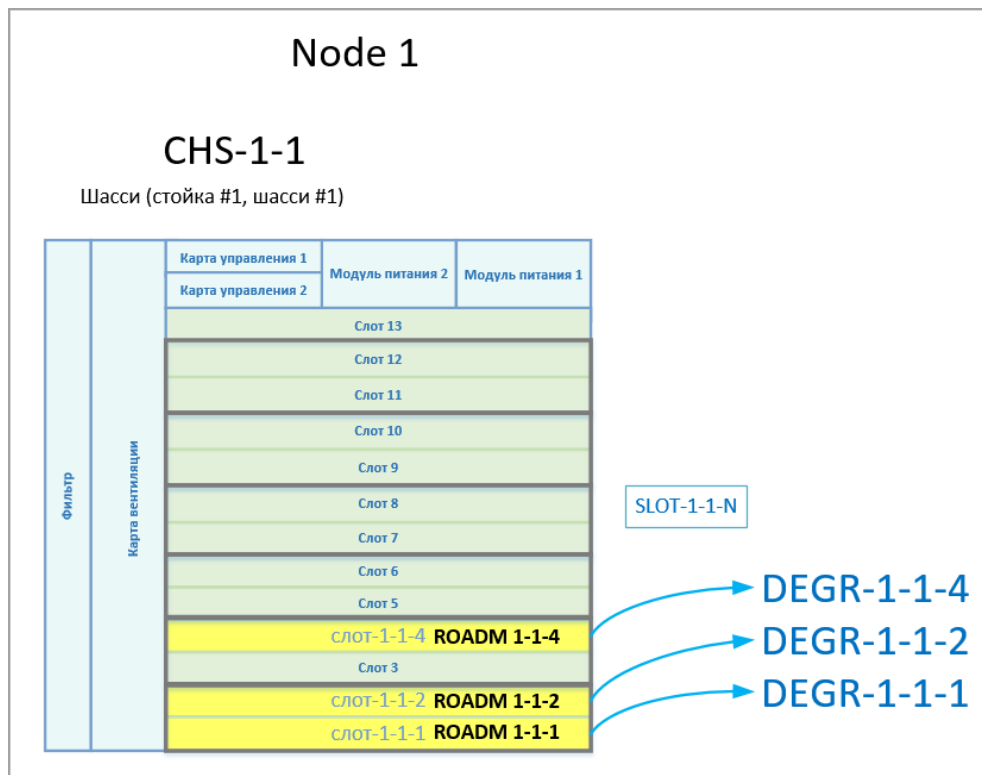 Node 1
CHS-1-1
Шасси (стойка #1, шасси #1)
Фильтр
Карта вентиляции
Карта управления 1
Карта управления 2
Модуль питания 2
Модуль питания 1
Слот 13
Слот 12
Слот 11
Слот 10
Слот 9
Слот 8
Слот 7
Слот 6
Слот 5
слот-1-1-4 ROADM 1-1-4
Слот 3
слот-1-1-2 ROADM 1-1-2
слот-1-1-1 ROADM 1-1-1
SLOT-1-1-N
DEGR-1-1-4
DEGR-1-1-2
DEGR-1-1-1